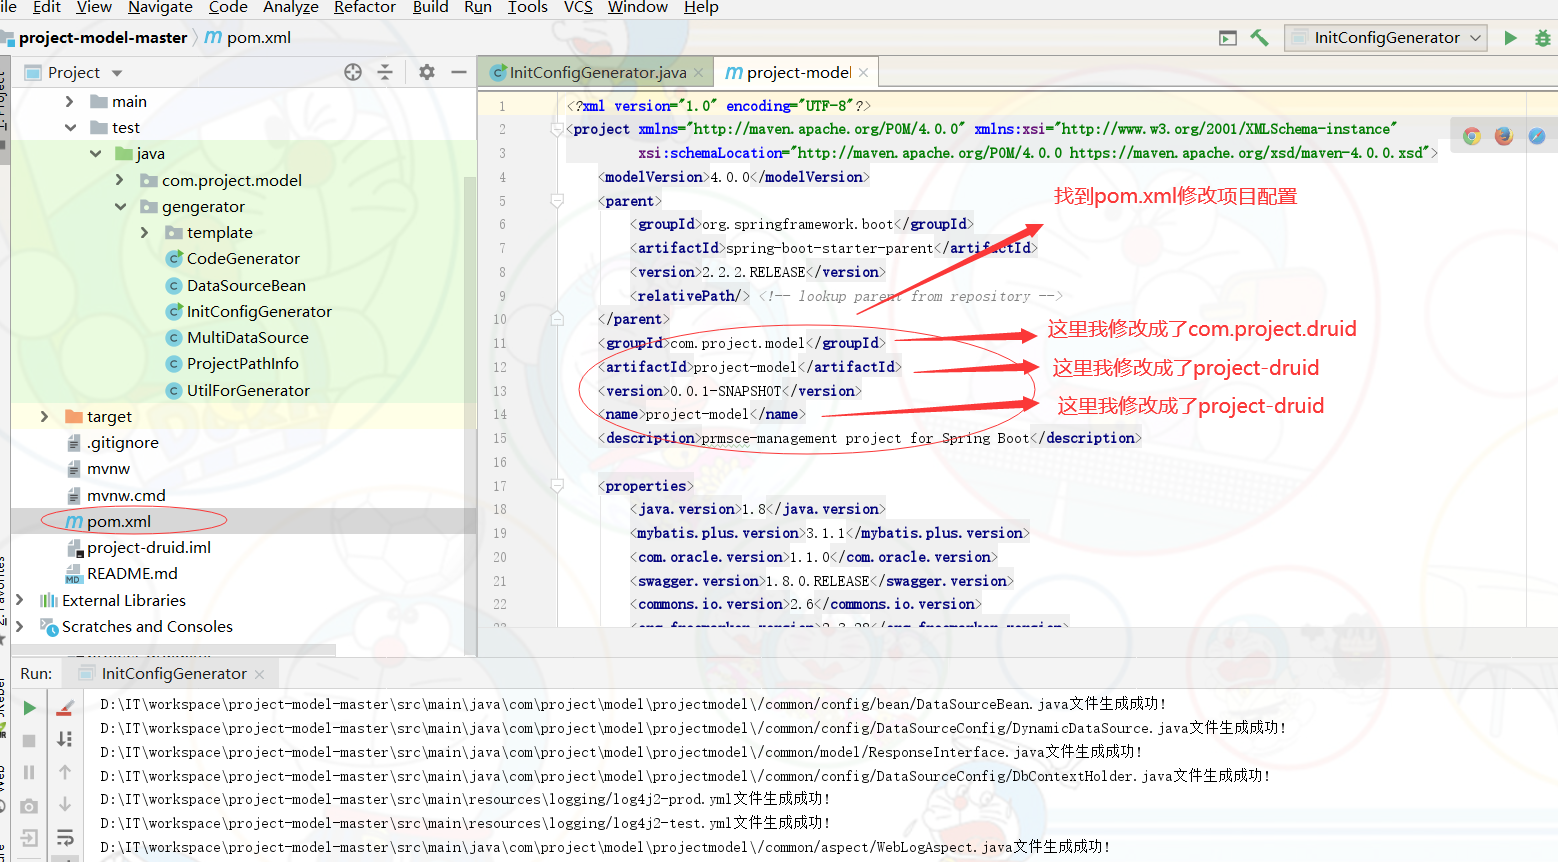 ile Edit View Navigate Code Analyze Refactor Build Run Tools VCS Window Help
project-model-master pom.xml
InitConfigGenerator
Project
InitConfigGenerator.java
project-model
main
test
java
com.project.model
gengerator
template
CodeGenerator
DataSourceBean
InitConfigGenerator
MultiDataSource
ProjectPathInfo
UtilForGenerator
target
.gitignore
mvnw
mvnw.cmd
pom.xml
project-druid.iml
README.md
External Libraries
Scratches and Consoles
1 <?xml version="1.0" encoding="UTF-8"?>
2 <project xmlns="http://maven.apache.org/POM/4.0.0" xmlns:xsi="http://www.w3.org/2001/XMLSchema-instance"
3 xsi:schemaLocation="http://maven.apache.org/POM/4.0.0 https://maven.apache.org/xsd/maven-4.0.0.xsd">
4 <modelVersion>4.0.0</modelVersion>
5 <parent>
6 <groupId>org.springframework.boot</groupId>
7 <artifactId>spring-boot-starter-parent</artifactId>
8 <version>2.2.2.RELEASE</version>
9 <relativePath/> <!-- lookup parent from repository -->
10 </parent>
11 <groupId>com.project.model</groupId>
12 <artifactId>project-model</artifactId>
13 <version>0.0.1-SNAPSHOT</version>
14 <name>project-model</name>
15 <description>prmsce-management project for Spring Boot</description>
16
17 <properties>
18 <java.version>1.8</java.version>
19 <mybatis.plus.version>3.1.1</mybatis.plus.version>
20 <com.oracle.version>1.1.0</com.oracle.version>
21 <swagger.version>1.8.0.RELEASE</swagger.version>
22 <commons.io.version>2.6</commons.io.version>
找到pom.xml修改项目配置
这里我修改成了com.project.druid
这里我修改成了project-druid
这里我修改成了project-druid
Run: InitConfigGenerator
D:\IT\workspace\project-model-master\src\main\java\com\project\model\projectmodel\/common/config/bean/DataSourceBean.java文件生成成功!
D:\IT\workspace\project-model-master\src\main\java\com\project\model\projectmodel\/common/config/DataSourceConfig/DynamicDataSource.java文件生成成功!
D:\IT\workspace\project-model-master\src\main\java\com\project\model\projectmodel\/common/model/ResponseInterface.java文件生成成功!
D:\IT\workspace\project-model-master\src\main\java\com\project\model\projectmodel\/common/config/DataSourceConfig/DbContextHolder.java文件生成成功!
D:\IT\workspace\project-model-master\src\main\resources\logging/log4j2-prod.yml文件生成成功!
D:\IT\workspace\project-model-master\src\main\resources\logging/log4j2-test.yml文件生成成功!
D:\IT\workspace\project-model-master\src\main\java\com\project\model\projectmodel\/common/aspect/WebLogAspect.java文件生成成功!